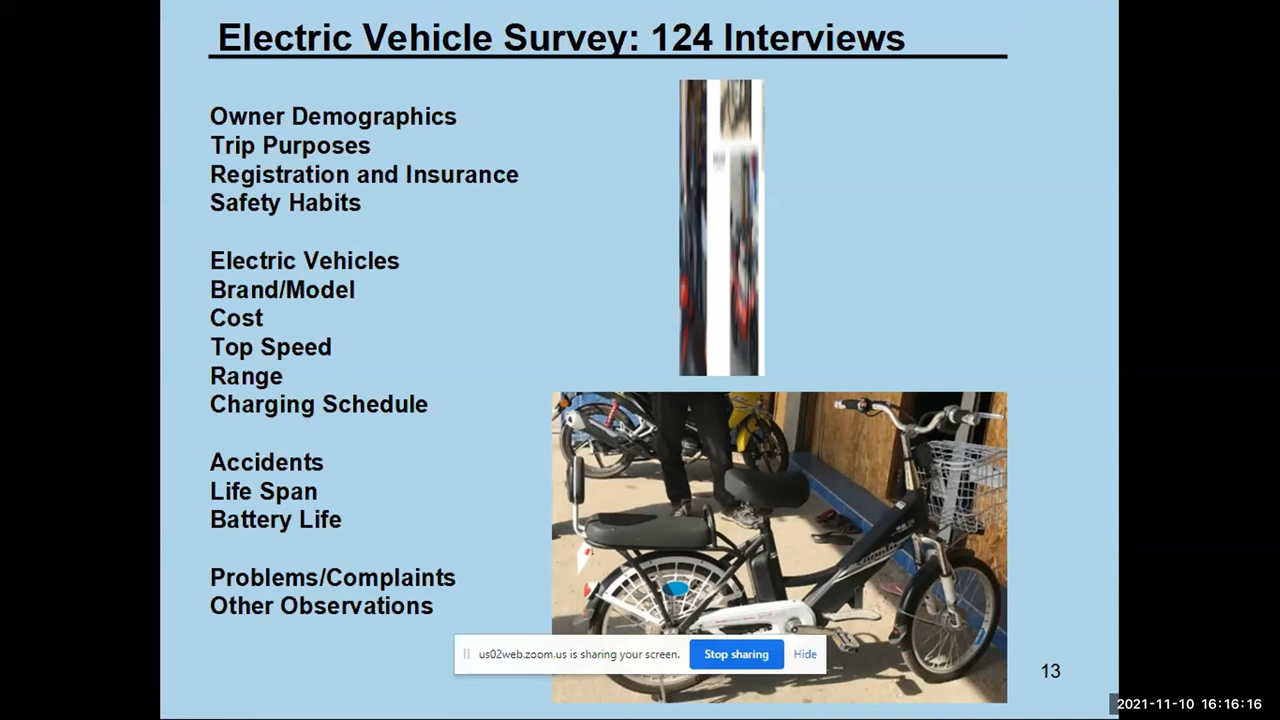 Electric Vehicle Survey: 124 Interviews
Owner Demographics
Trip Purposes
Registration and Insurance
Safety Habits
Electric Vehicles
Brand/Model
Cost
Top Speed
Range
Charging Schedule
Accidents
Life Span
Battery Life
Problems/Complaints
Other Observations
us02web.zoom.us is sharing your screen. Stop sharing Hide
13
2021-11-10 16:16:16